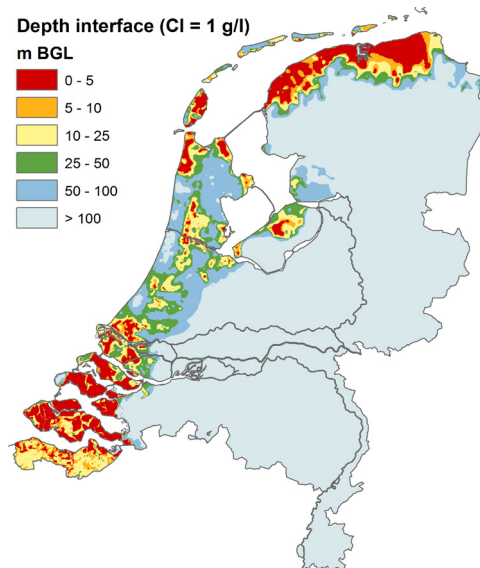 Depth interface (Cl = 1 g/l)
m BGL
0 - 5
5 - 10
10 - 25
25 - 50
50 - 100
> 100